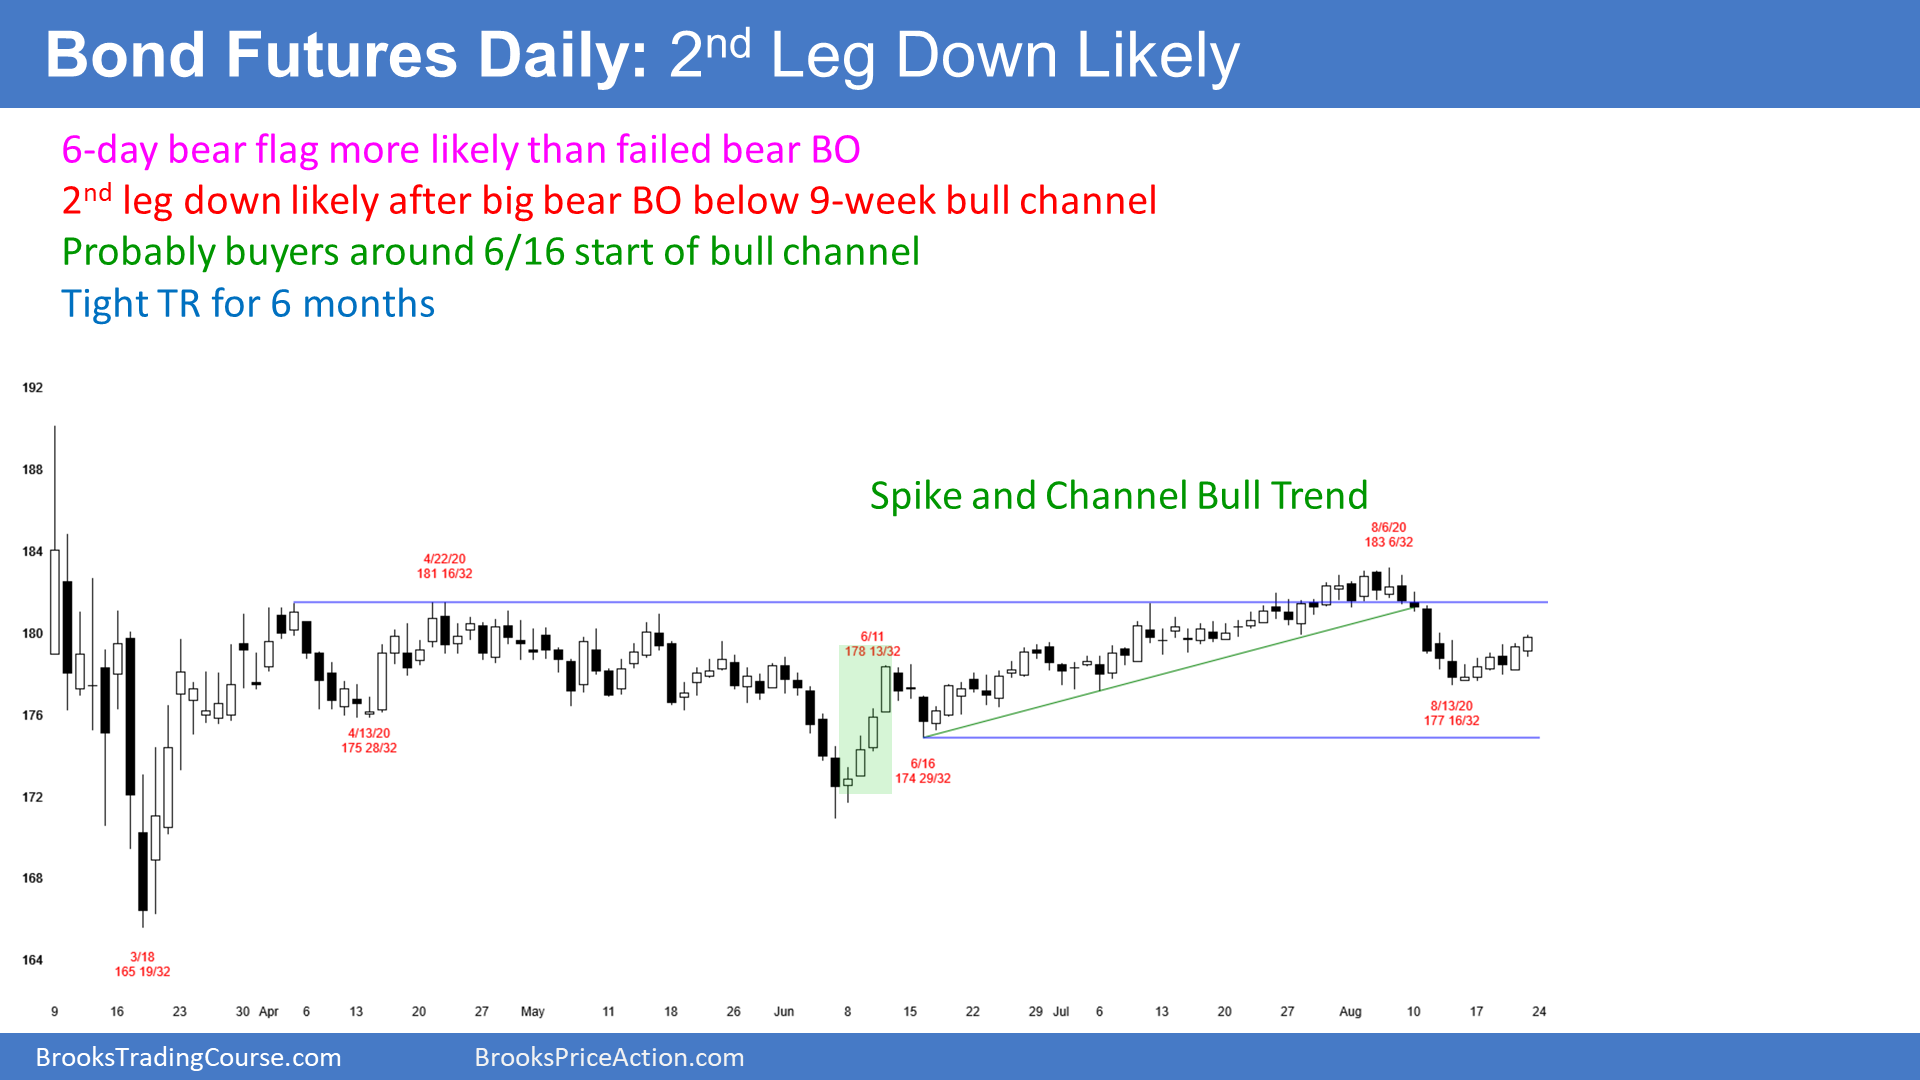 Bond Futures Daily: 2nd Leg Down Likely
6-day bear flag more likely than failed bear BO
2nd leg down likely after big bear BO below 9-week bull channel
Probably buyers around 6/16 start of bull channel
Tight TR for 6 months
192
188
184
180
176
172
168
164
Spike and Channel Bull Trend
8/6/20
183 6/32
4/22/20
181 16/32
6/11
178 13/32
8/13/20
177 16/32
4/13/20
175 28/32
6/16
174 29/32
3/18
165 19/32
9 16 23 30 Apr 6 13 20 27 May 11 18 26 Jun 8 15 22 29 Jul 6 13 20 27 Aug 10 17 24
BrooksTradingCourse.com BrooksPriceAction.com